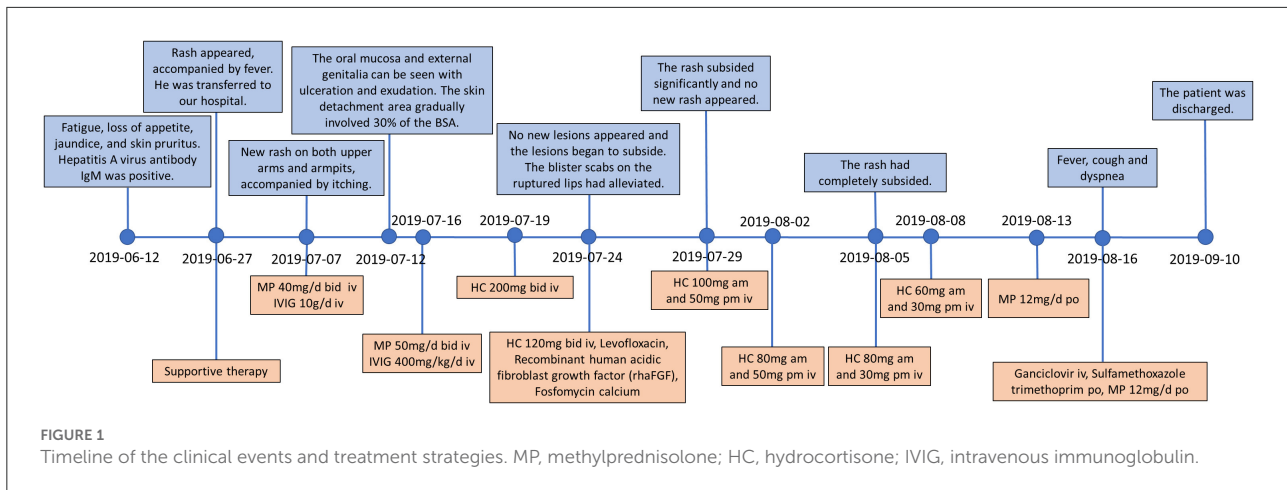 Fatigue, loss of appetite,
jaundice, and skin pruritus.
Hepatitis A virus antibody
IgM was positive.
Rash appeared,
accompanied by fever.
He was transferred to
our hospital.
New rash on both upper
arms and armpits,
accompanied by itching.
The oral mucosa and external
genitalia can be seen with
ulceration and exudation. The skin
detachment area gradually
involved 30% of the BSA.
No new lesions appeared and
the lesions began to subside.
The blister scabs on the
ruptured lips had alleviated.
The rash subsided
significantly and no
new rash appeared.
The rash had
completely subsided.
Fever, cough and
dyspnea
The patient was
discharged.
2019-06-12
2019-06-27
2019-07-07
2019-07-12
2019-07-16
2019-07-19
2019-07-24
2019-07-29
2019-08-02
2019-08-05
2019-08-08
2019-08-13
2019-08-16
2019-09-10
Supportive therapy
MP 40mg/d bid iv
IVIG 10g/d iv
MP 50mg/d bid iv
IVIG 400mg/kg/d iv
HC 200mg bid iv
HC 120mg bid iv, Levofloxacin,
Recombinant human acidic
fibroblast growth factor (rhaFGF),
Fosfomycin calcium
HC 100mg am
and 50mg pm iv
HC 80mg am
and 50mg pm iv
HC 80mg am
and 30mg pm iv
HC 60mg am
and 30mg pm iv
MP 12mg/d po
Ganciclovir iv, Sulfamethoxazole
trimethoprim po, MP 12mg/d po
FIGURE 1
Timeline of the clinical events and treatment strategies. MP, methylprednisolone; HC, hydrocortisone; IVIG, intravenous immunoglobulin.